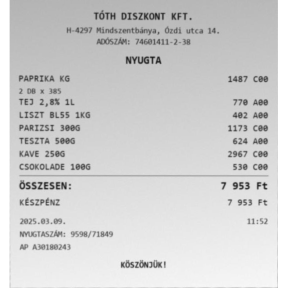 TÓTH DISZKONT KFT.
H-4297 Mindszentbánya, Ózdi utca 14.
ADÓSZÁM: 74601411-2-38
NYUGTA
PAPRIKA KG 1487 C00
2 DB x 385
TEJ 2,8% 1L 770 A00
LISZT BL55 1KG 402 A00
PARIZSI 300G 1173 C00
TESZTA 500G 624 A00
KAVE 250G 2967 C00
CSOKOLADE 100G 530 C00
ÖSSZESEN: 7 953 Ft
KÉSZPÉNZ 7 953 Ft
2025.03.09. 11:52
NYUGTASZÁM: 9598/71849
AP A30180243
KÖSZÖNJÜK!